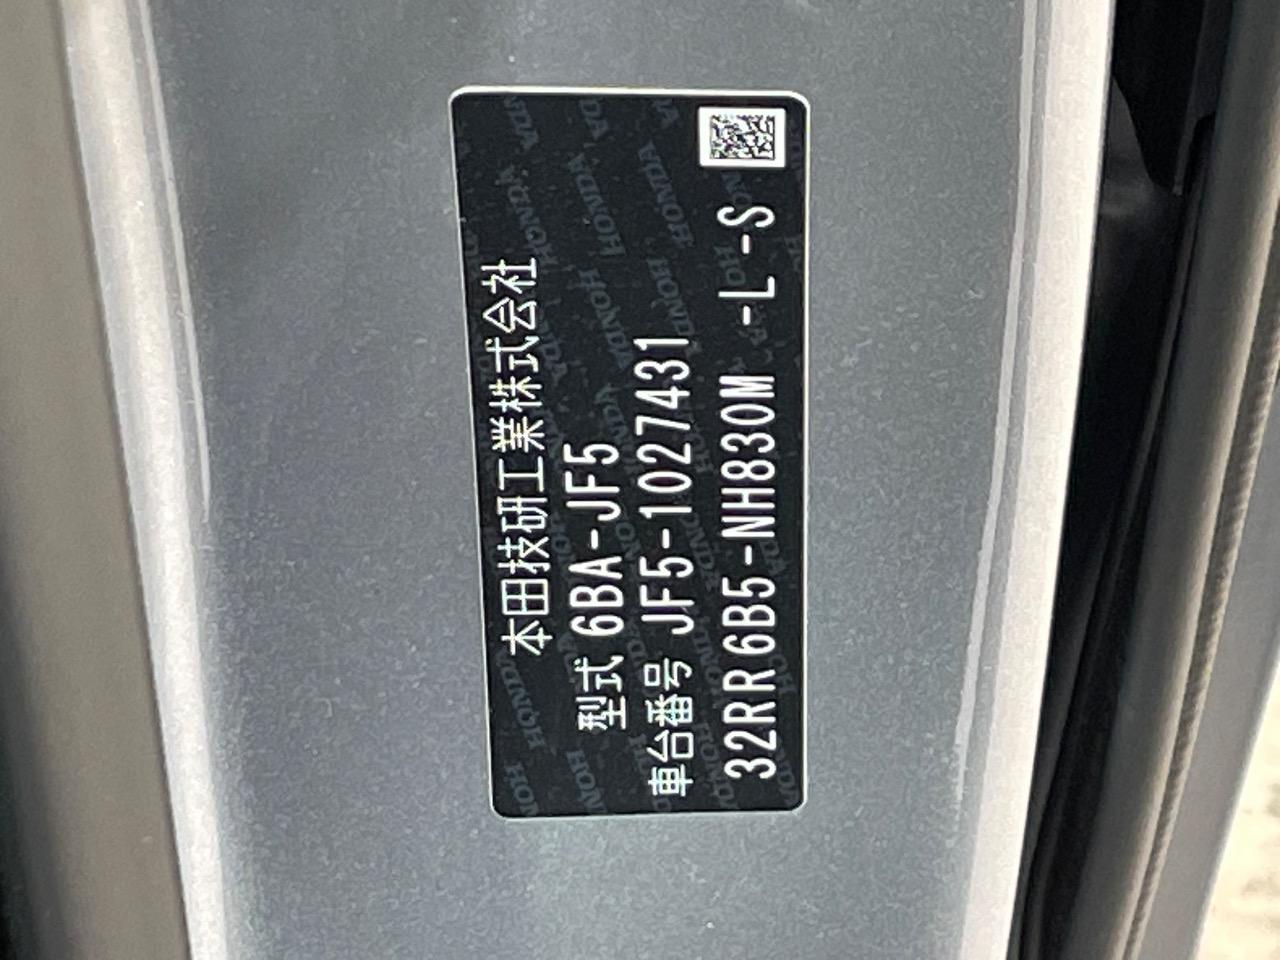 本田技研工業株式会社
型式 6BA-JF5
車台番号 JF5-1027431
32RR6B5-NH830M -L-S